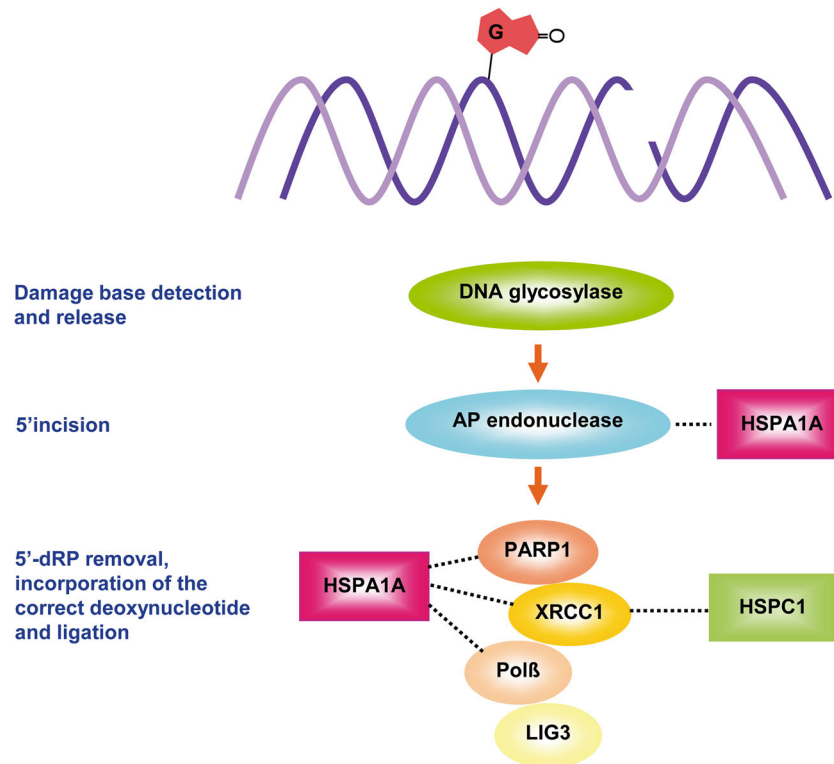 G
O
DNA glycosylase
Damage base detection
and release
AP endonuclease
HSPA1A
5'incision
PARP1
5'-dRP removal,
incorporation of the
correct deoxynucleotide
and ligation
HSPA1A
XRCC1
HSPC1
Polß
LIG3